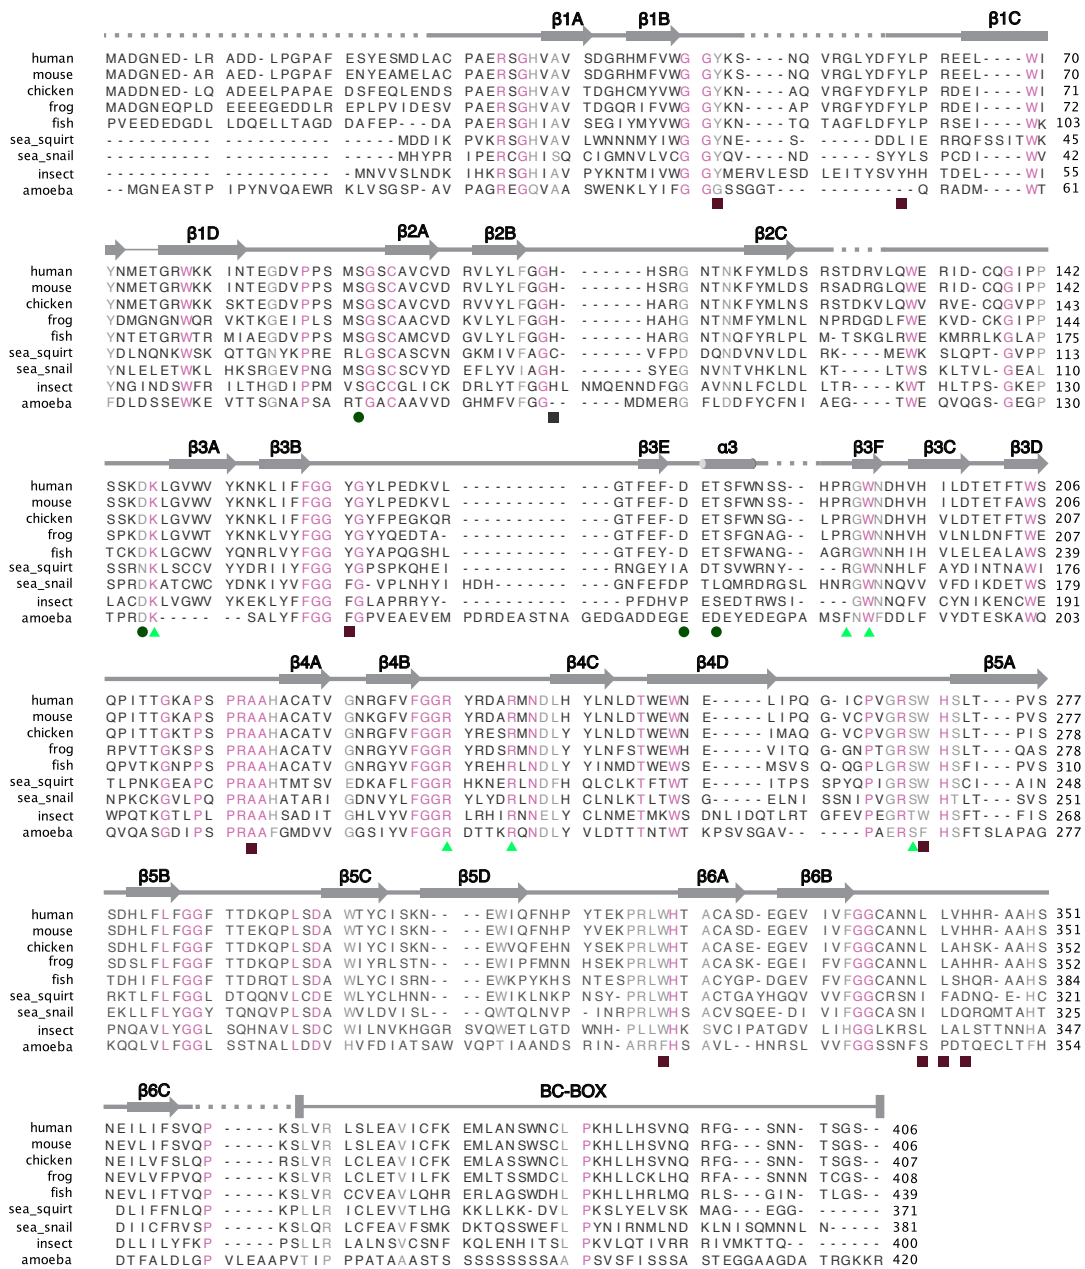 β1A β1B β1C
human MADGNED-LR ADD-LPGPAF ENYESMDLAC PAERSGHVAV SDGRHMFVWG GYKS----NQ VRGLYDFYLP REEL----WI 70
mouse MADGNED-AR AED-LPGPAF ESYEAMELAC PAERSGHVAV SDGRHMFVWG GYKS----NQ VRGLYDFYLP REEL----WI 70
chicken MADDNED-LQ ADEELPAPAE DSFEQLENDS PAERSGHVAV TDGHCMYVWG GYKN----AQ VRGFYDFYLP RDEI----WI 71
frog MADGNEQPLD EEEEGEDDLR EPLPVIDESV PAERSGHIAV TDGQRIFVWG GYKN----AP VRGFYDFYLP RDEI----WI 72
fish PVEEDEDGDL LDQELLTAGD DDAFEP--DA PAERSGHIAV SEGIYMYVWG GYKN----TQ TAGFLDFYLP RSEI----WK 103
sea_squirt ---------- ---------- -----MDDIK PVKRSGHVAV LWNNNMYIWG GYNE----S- -----DDLIE RRQFSSITWK 45
sea_snail ---------- ---------- -----MHYPR IPERCGHISQ CIGMNVLVCG GYQV----ND -----SYYLS PCDI----WV 42
insect ---------- ---------- -MNVVSLNDK IHKRSGHIAV PYKNTMIVWG GYMERVLESD LEITYSVYHH TDEL----WI 55
amoeba --MGNEASTP IPYNVQAEWR KLVSGSP-AV PAGREGQVAA SWENKLYIFG GGSSGGT--- ---------Q RADM----WT 61
β1D β2A β2B β2C
human YNMETGRWKK INTEGDVPPS MSGSCAVCVD RVLYLFGGH- ------HSRG NTNKFYMLDS RSTDRVLQWE RID-CQGIPP 142
mouse YNMETGRWKK INTEGDVPPS MSGSCAVCVD RVLYLFGGH- ------HSRG NTNKFYMLDS RSADRGLQWE RID-CQGIPP 142
chicken YNMETGRWKK SKTEGDVPPS MSGSCAVCVD RVVYLFGGH- ------HARG NTNKFYMLNS RSTDKVLQWV RVE-CQGVPP 143
frog YDMGNGNWQR VKTKGEIPLS MSGSCAACVD KVLYLFGGH- ------HAHG NTNMFYMLNL NPRDGDLFWE KVD-CKGIPP 144
fish YNTETGRWTR MIAEGDVPPS MSGSCAMCVD GVLYLFGGH- ------HARG NTNQFYRLPL M-TSKGLRWE KMRRLKGLAP 175
sea_squirt YDLNQNKWSK QTTGNYKPRE RLGSCASCVN GKMIVFAGC- ------VFPD DQNDVNVLDL RK----MEWK SLQPT-GVPP 113
sea_snail YNLELETWKL HKSRGEVPNG MSGSCSCVYD EFLYVIAGH- ------SYEG NVNTVHKLNL KT----LTWS KLTVL-GEAL 110
insect YNGINDSWFR ILTHGDIPPM VSGCCGLICK DRLYTFGGHL NMQENNDFGG AVNNLFCLDL LTR----KWT HLTPS-GKEP 130
amoeba FDLDSSEWKE VTTSGNAPSA RTGACAAVVD GHMFVFGG-- ----MDMERG FLDDFYCFNI AEG----TWE QVQGS-GEGP 130
β3A β3B β3E α3 β3F β3C β3D
human SSKDKLGVWV YKNKLIFFGG YGYLPEDKVL ---------- -----GTFEF-D ETSFWNSS-- HPRGWNDHVH ILDTETFTWS 206
mouse SSKDKLGVWV YKNKLIFFGG YGYLPEDKVL ---------- -----GTFEF-D ETSFWNSS-- HPRGWNDHVH ILDTETFTWS 206
chicken SSKDKLGVWV YKNKLIFFGG YGYFPEGKQR ---------- -----GTFEF-D ETSFWNSG-- LPRGWNDHVH VLDTETFTWS 207
frog SPKDKLGVWT YKNKLIFFGG YGYYQEDTA- ---------- -----GTFEF-D ETSFGNAG-- LPRGWNDHVH VLNLDNFTWE 207
fish TCKDKLGCWV YQNRLVYFGG YGYAPQGSHL ---------- -----GTFEY-D ETSFWANG-- AGRGWNNHIH VLELEALAWS 239
sea_squirt SSRNKLSCCV YYDRIIYFGG YGPSPKQHEI ---------- -----RNGEYIA DTSVWRNY-- --RGWNNALH AYDINTNAWI 176
sea_snail SPRDKATCWC YDNKIYVFGG FG-VPLNHYI HDH------- -----GNFEFDP TLQMRDRGSL HNRGWNNQVV VFDIKDETWS 179
insect LACDKLVGWV YKEKLYFFGG FGLAPRRYY- ---------- -----PFDHVP ESEDTRWSI- ---GWNNQFV CYNIKENCWE 191
amoeba TPRDK----- -SALYFFGG FGPVEAEVEM PDRDEASTNA GEDGADDEGE EDEYEDGPMA SMFNWFDDLF VYDTESKAWQ 203
β4A β4B β4C β4D β5A
human QPITTGKAPS PRAAHACATV GNRGFVFGGR YRDARMNDLH YLNLDTWEWN E-----LIPQ G-ICPVGRSW HSLT---PVS 277
mouse QPITTGKAPS PRAAHACATV GNKGFVFGGR YRDARMNDLH YLNLDTWEWN E-----LIPQ G-VCPVGRSW HSLT---PVS 277
chicken QPITTGKTPS PRAAHACATV GNRGFVFGGR YRESRMNDLY YLNLDTWEWN E-----IMAQ G-VCPVGRSW HSLT---PIS 278
frog RPVTTGKSPS PRAAHACATV GNRGYVFGGR YRDSRMNDLY YLNFSTWEWH E-----VITQ G-GNPTGRSW HSLT---QAS 278
fish QPVTKGNPPS PRAAHACATV GNRGYVFGGR YREHRLNDLY YINMDTWEWS E-----MSVS Q-QGPLGRSW HSFT---PVS 310
sea_squirt TLPNKGEAPC PRAAHTMTSV EDKAFLFGGR HKNERLNDFH QLCLKTFTWT E-----ITPS SPYQPIGRSW HSCI---AIN 248
sea_snail NPKCKGVLPQ PRAAHATARI GDNVYLFGGR YLYDRLNDLH CLNLKTLTWS G-----ELNI SSNIPVGRSW HTLT---SVS 251
insect WPQTKGTLPS PRAAHSADIT GHLVYVFGGR LRHIRNNELY CLNMETMKWS DNLIDQTLRT GFEVPEGRTW HSFT---FIS 268
amoeba QVQASGDIPS PRAAFGMDVV GGSIYVFGGR DTTKRQNDLY VLDTTTNTWT KPSVSGAV-- ----PAERSF HSFTSLAPAG 277
β5B β5C β5D β6A β6B
human SDHLFLFGGF TTDKQPLSDA WTYCISKN-- --EWIQFNHP YTEKPRLWHT ACASD-EGEV IVFGGCANNL LVHHR-AAHS 351
mouse SDHLFLFGGF TTEKQPLSDA WTYCISKN-- --EWIQFNHP YVEKPRLWHT ACASD-EGEV IVFGGCANNL LVHHR-AAHS 351
chicken SDHLFLFGGF TTDKQPLSDA WIYCISKN-- --EWVQFEHN YSEKPRLWHT ACASE-EGEV IVFGGCANNL LAHSK-AAHS 352
frog SDSLFLFGGF TTDKQPLSDA WIYRLSTN-- --EWIPFMNN HSEKPRLWHT ACASK-EGEI FVFGGCANNL LAHHR-AAHS 352
fish TDHIFLFGGF TTDRQTLSDA WLYCISRN-- --EWKPYKHS NTESPRLWHT ACYGP-DGEV FVFGGCANNL LSHQR-AAHS 384
sea_squirt RKTLFLFGGL DTQQNVLCDE WLYCLHNN-- --EWIKLNKP NSY-PRLWHT ACTGAYHGQV VVFGGCRSNI FADNQ-E-HC 321
sea_snail EKLLFLYGGY TQNQVPLSDA WVLDVISL-- --QWTQLNVP -INRPRLWHS ACVSQEE-DI VIFGGCASNI LDQRQMTAHT 325
insect PNQAVLYGGL SQHNAVLSDC WILNVKHGGR SVQWETLGTD WNH-PLLWHK SVCIPATGDV LIHGGLKRSL LALSTTNNHA 347
amoeba KQQLVLFGGL SSTNALLDDV HVFDIATSAW VQPTIAANDS RIN-ARRFHS AVL--HNRSL VVFGGSSNFS PDTQECLTFH 354
β6C BC-BOX
human NEILIFSVQP -----KSLVR LSLEAVICFK EMLANSWNCL PKHLLHSVNQ RFG---SNN- TSGS-- 406
mouse NEVLIFSVQP -----KSLVR LSLEAVICFK EMLANSWSCL PKHLLHSVNQ RFG---SNN- TSGS-- 406
chicken NEILVFSLQP -----RSLVR LCLEAVICFK EMLASSWSCL PKHLLHSVNQ RFG---SNN- TSGS-- 407
frog NEVLVFSVQP -----KSLVR LCLETVILFK EMLTSSMDCL PKHLLCKLHQ RFA---SNNN TCGS-- 408
fish NEVLIFTVQP -----KSLVR CCVEAVLQHR ERLAGSWDHL PKHLLHRLMQ RLS---GIN- TLGS-- 439
sea_squirt DLIFFNLQP -----KPLLR ICLEVVTLHG KKLLKK-DVL PKSLYELVSK MAG---EGG- ------ 371
sea_snail DIICFRVSP -----KSLQR LCFEAVFSMK DKTQSSWEFL PYNIRNMLND KLNISQMNNL N----- 381
insect DLLILYFKP -----PSLLR LALNSVCSNF KQLENHITSL PKVLQTIVRR RIVMKTTQ-- ------ 400
amoeba DTFALDLGP VLEAAPVTIP PPATAAASTS SSSSSSSSAA PSVSFISSSA STEGGAAGDA TRGKKR 420